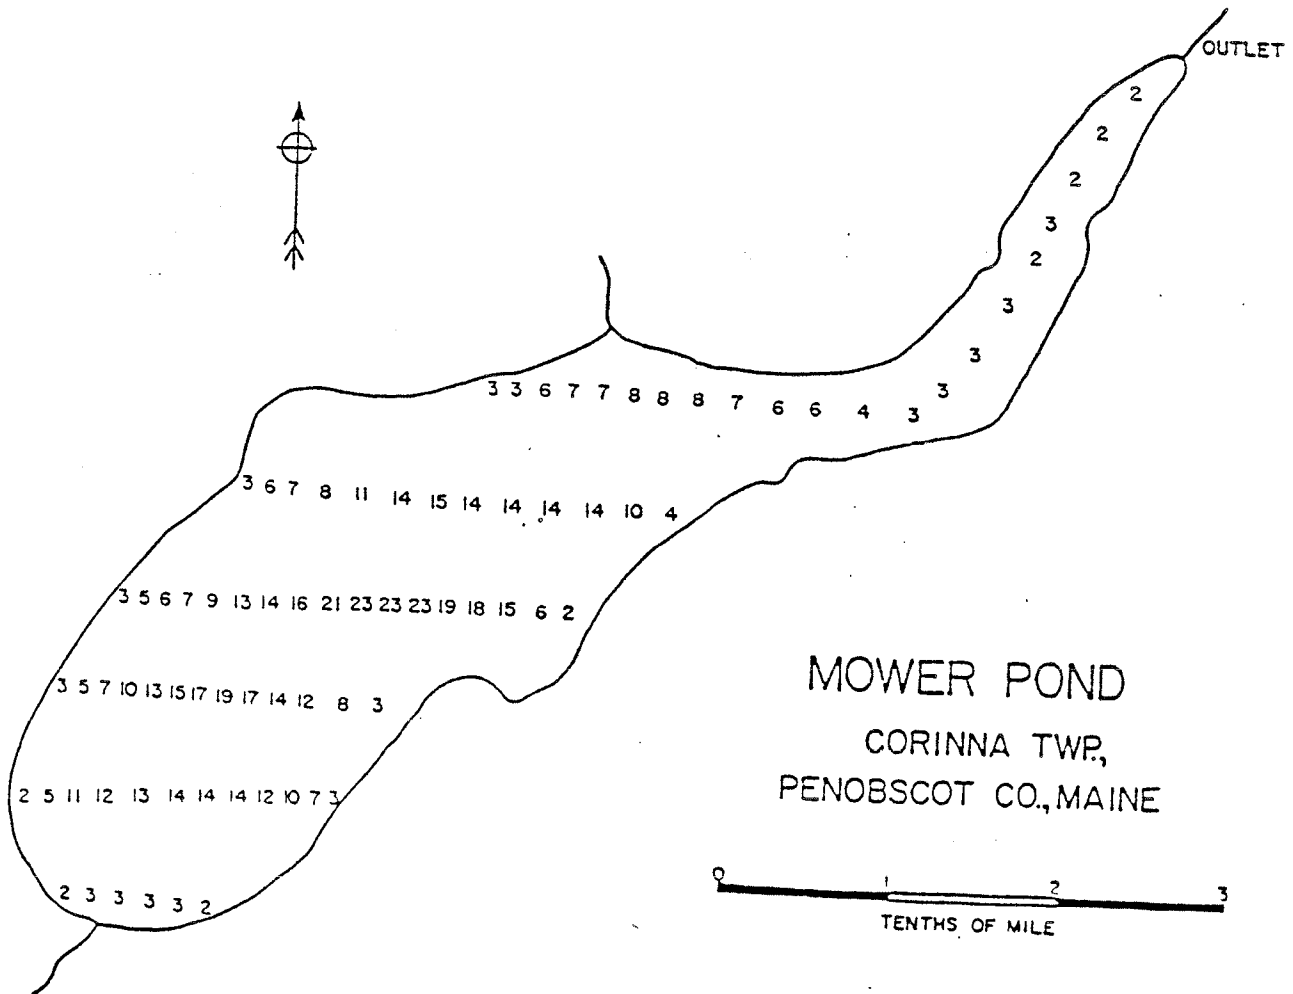 OUTLET
2
2
2
3
2
3
3
3
3 3 6 7 7 8 8 8 7 6 6 4 3
3 6 7 8 11 14 15 14 14 14 14 10 4
3 5 6 7 9 13 14 16 21 23 23 23 19 18 15 6 2
MOWER POND
3 5 7 10 13 15 17 19 17 14 12 8 3
CORINNA TWP.,
PENOBSCOT CO., MAINE
2 5 11 12 13 14 14 14 12 10 7 3
2 3 3 3 3 2
0 1 2 3
TENTHS OF MILE